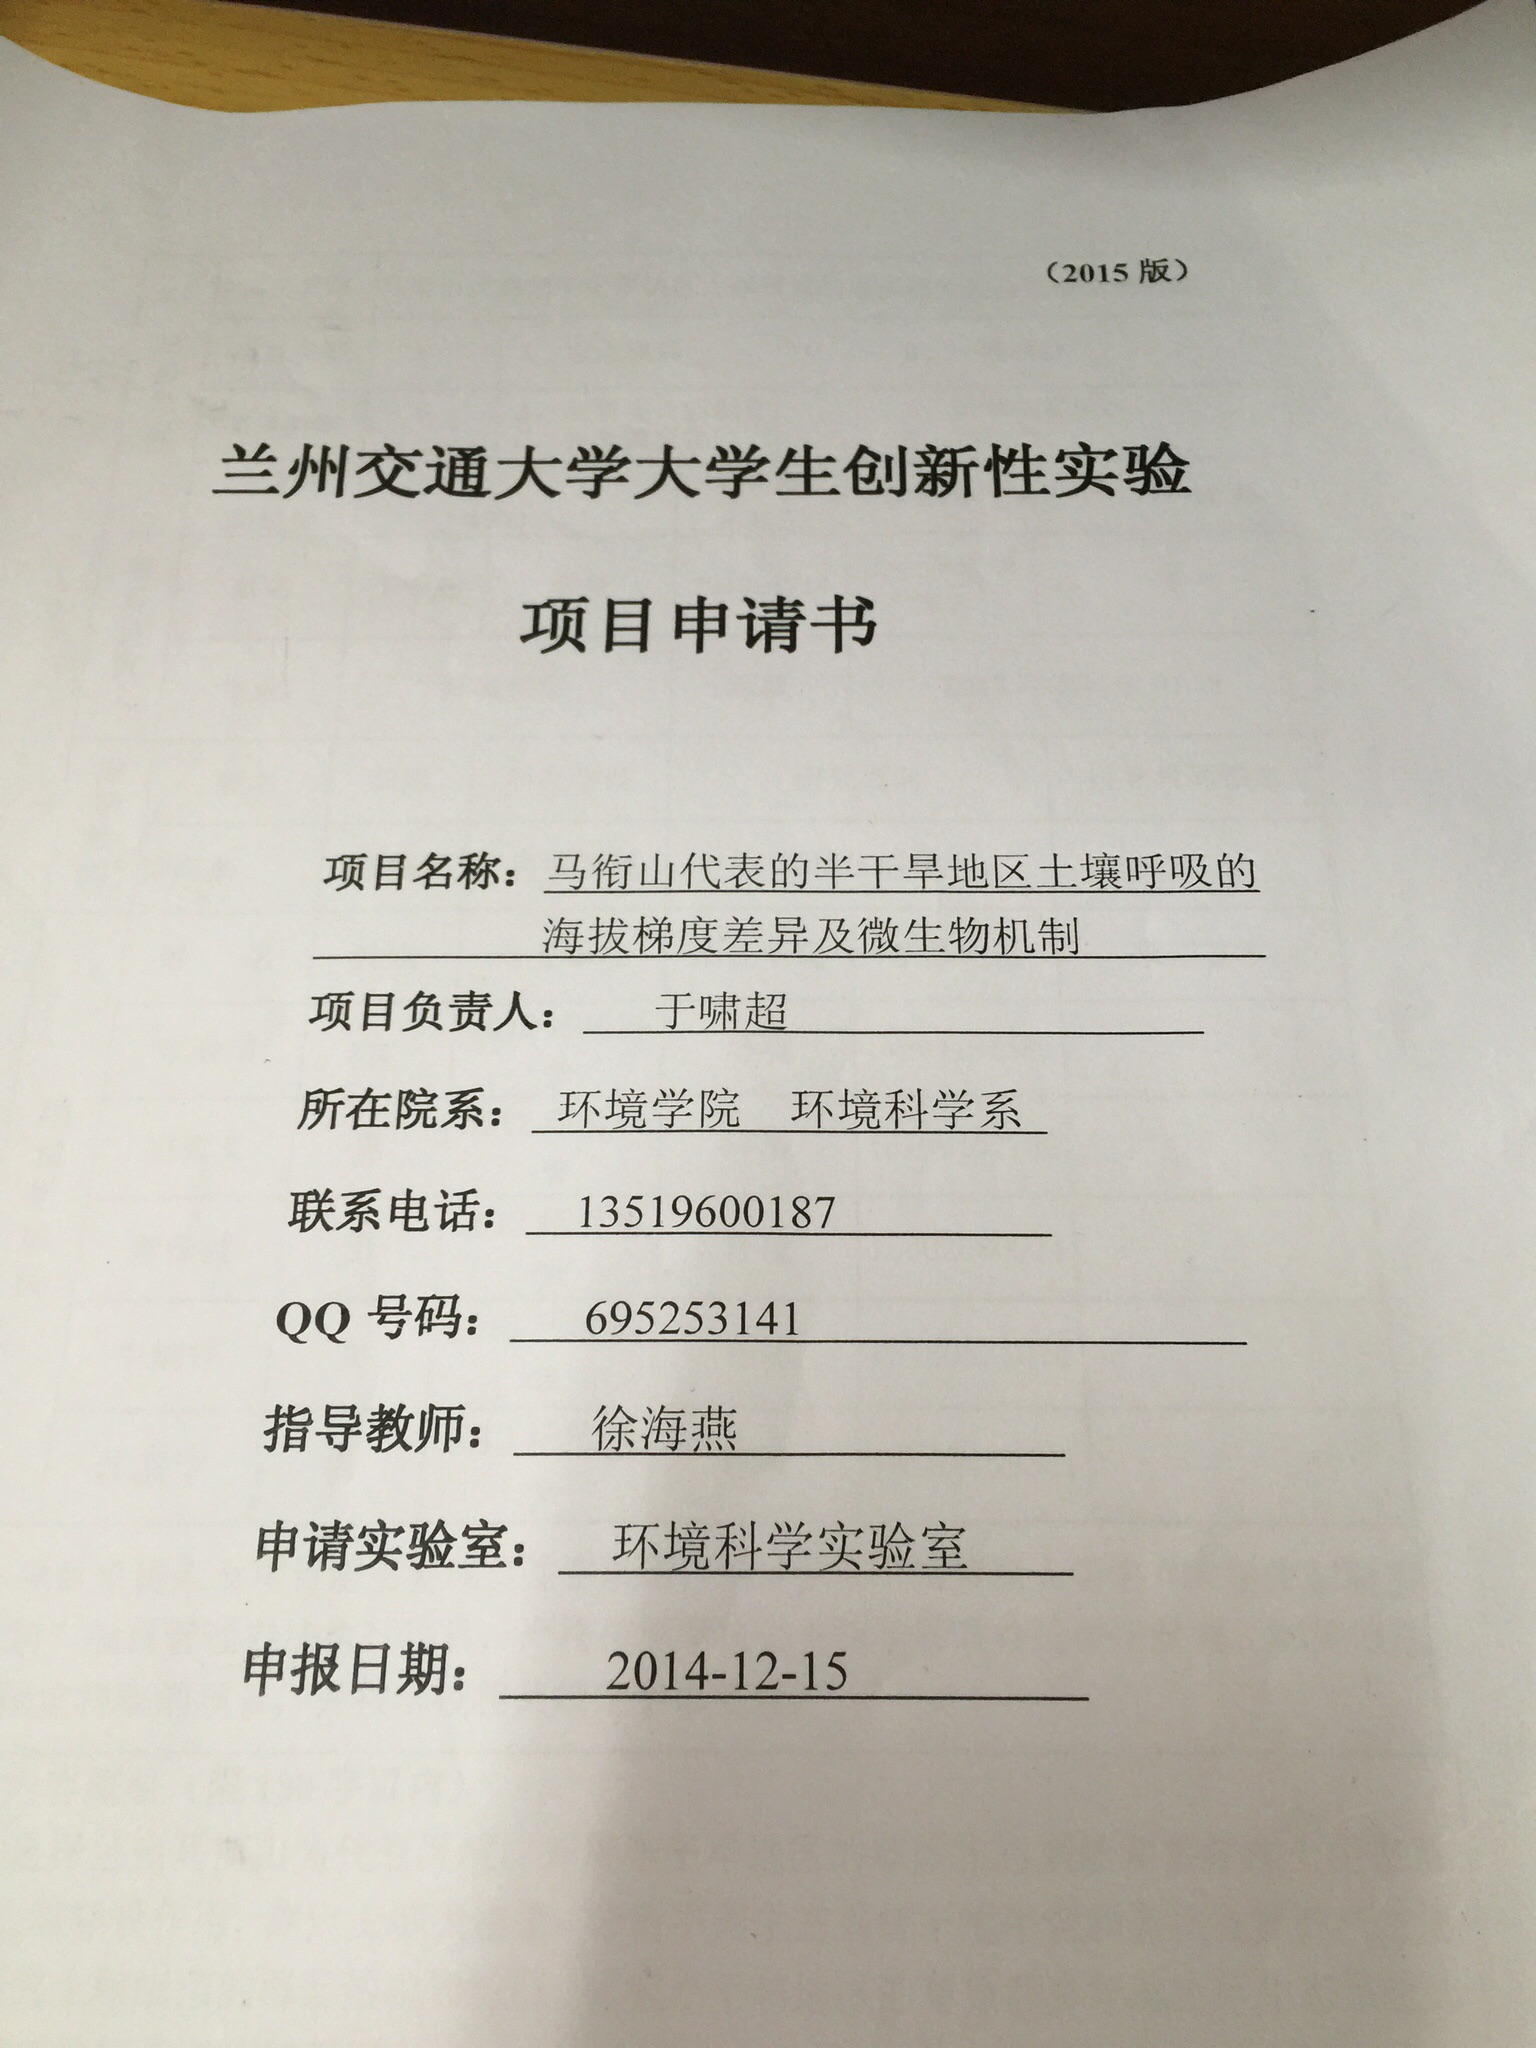 （2015 版）
兰州交通大学大学生创新性实验
项目申请书
项目名称：马衔山代表的半干旱地区土壤呼吸的
海拔梯度差异及微生物机制
项目负责人：于啸超
所在院系：环境学院 环境科学系
联系电话：13519600187
QQ 号码：695253141
指导教师：徐海燕
申请实验室：环境科学实验室
申报日期：2014-12-15